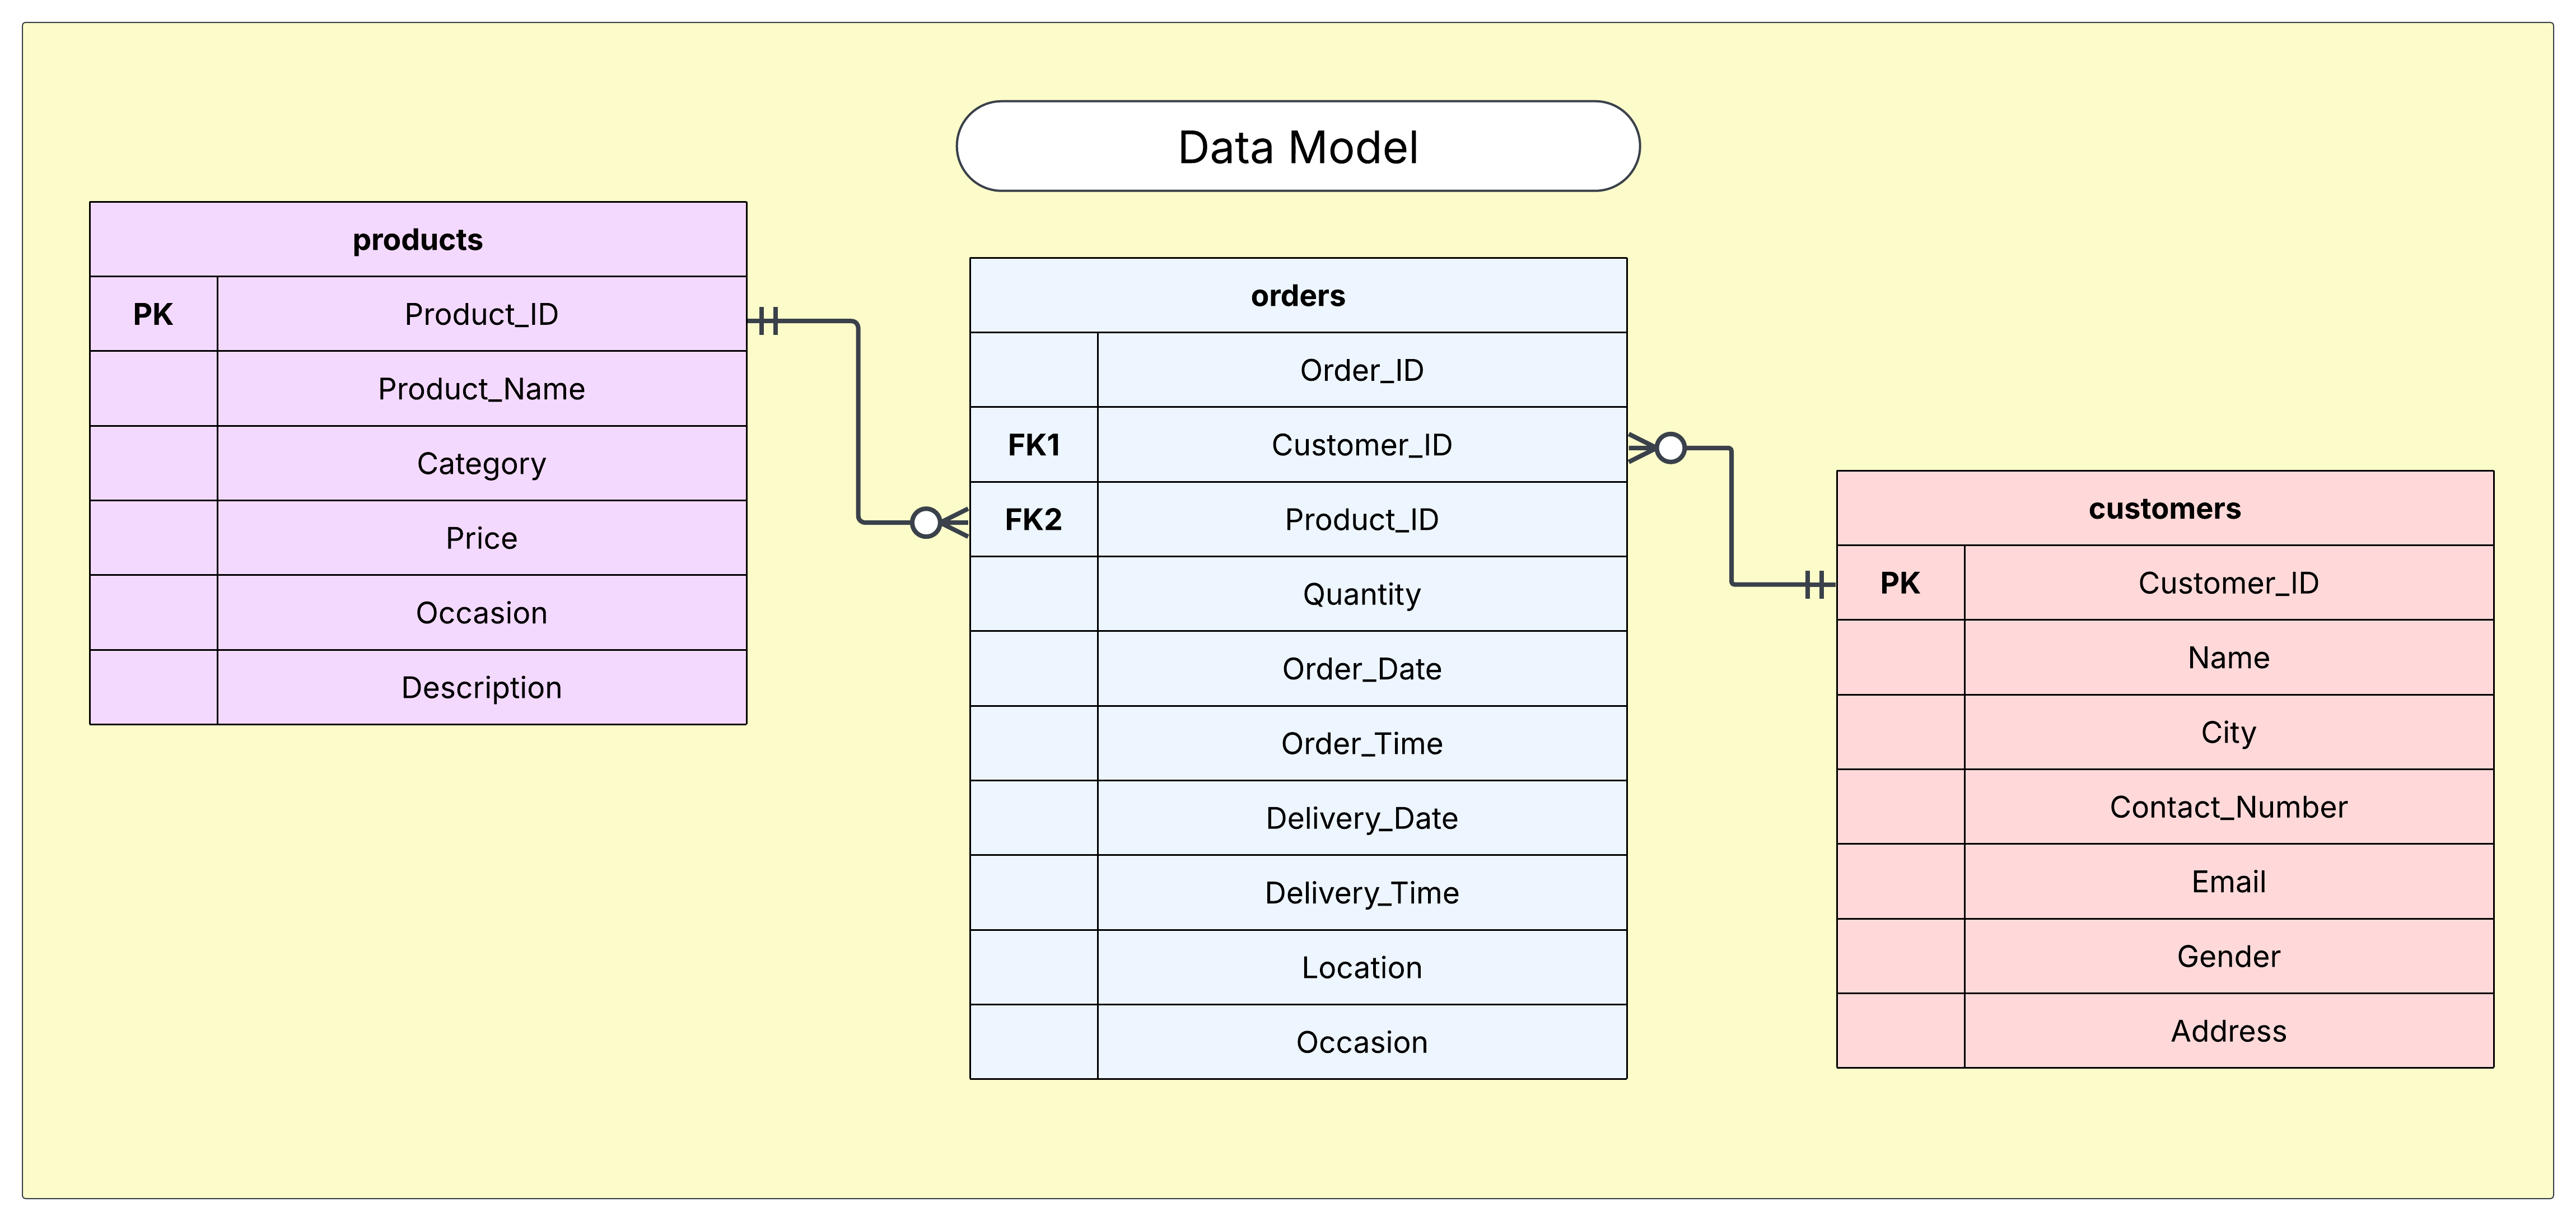 Data Model
products
PK Product_ID
Product_Name
Category
Price
Occasion
Description
orders
Order_ID
FK1 Customer_ID
FK2 Product_ID
Quantity
Order_Date
Order_Time
Delivery_Date
Delivery_Time
Location
Occasion
customers
PK Customer_ID
Name
City
Contact_Number
Email
Gender
Address